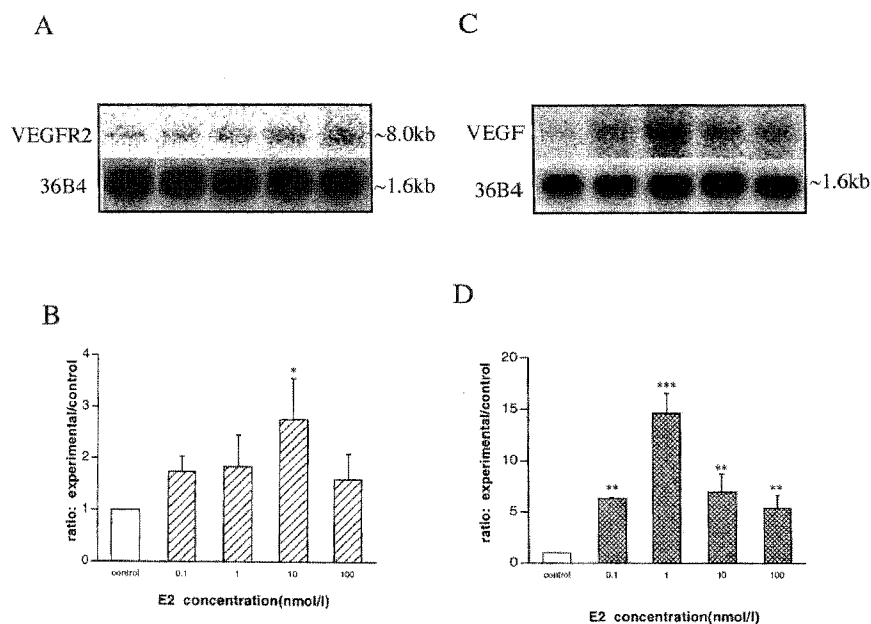 A
VEGFR2
~8.0kb
36B4
~1.6kb
C
VEGF
36B4
~1.6kb
B
ratio: experimental/control
4
3
2
1
0
*
control
0.1
1
10
100
E2 concentration(nmol/l)
D
ratio: experimental/control
20
15
10
5
0
**
***
**
**
control
0.1
1
10
100
E2 concentration(nmol/l)